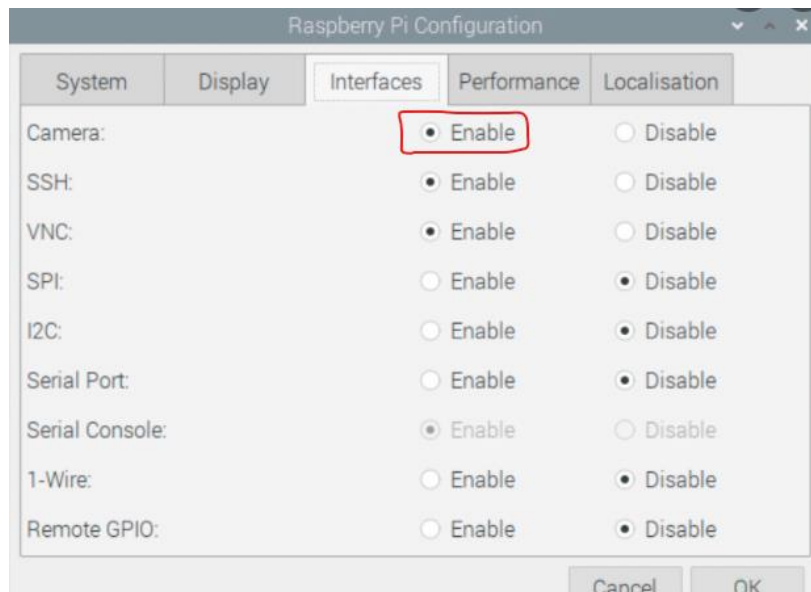 Raspberry Pi Configuration
System Display Interfaces Performance Localisation
Camera: Enable Disable
SSH: Enable Disable
VNC: Enable Disable
SPI: Enable Disable
I2C: Enable Disable
Serial Port: Enable Disable
Serial Console: Enable Disable
1-Wire: Enable Disable
Remote GPIO: Enable Disable
Cancel OK